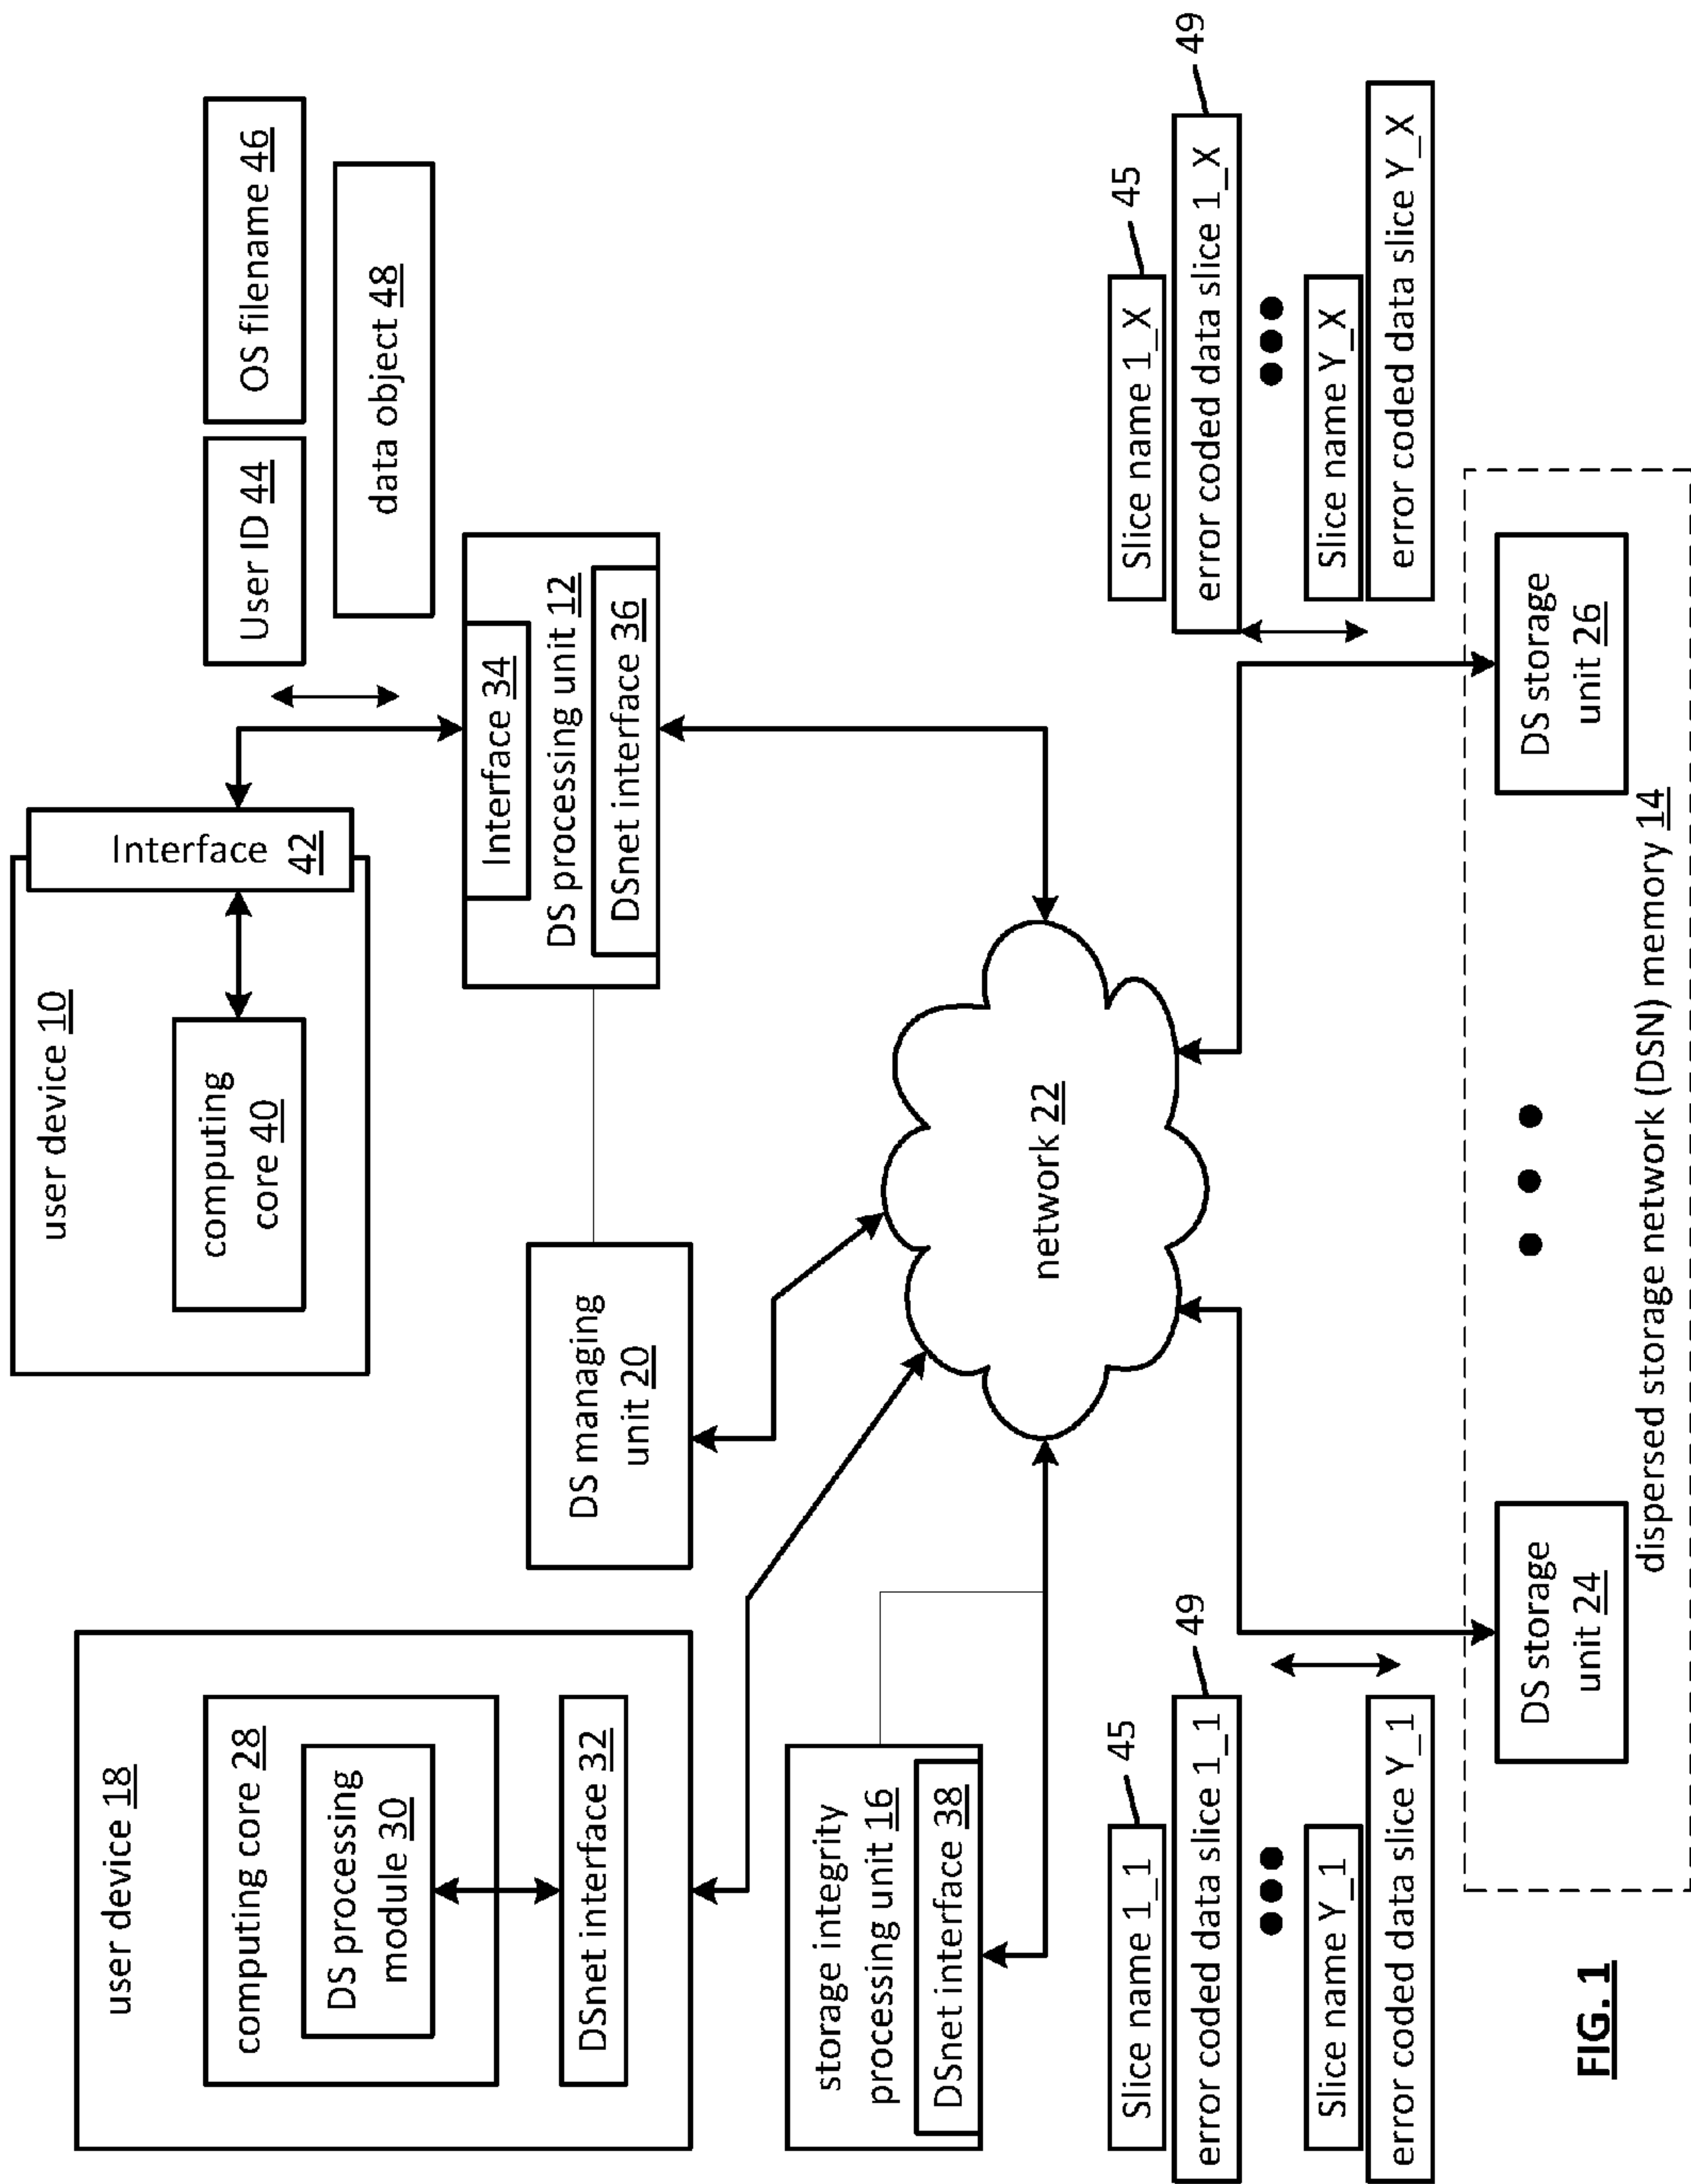 user device 18
computing core 28
DS processing
module 30
DSnet interface 32
user device 10
computing
core 40
Interface
42
User ID 44
OS filename 46
data object 48
DS managing
unit 20
Interface 34
DS processing unit 12
DSnet interface 36
storage integrity
processing unit 16
DSnet interface 38
network 22
45
Slice name 1_1
49
error coded data slice 1_1
Slice name Y_1
error coded data slice Y_1
45
Slice name 1_X
49
error coded data slice 1_X
Slice name Y_X
error coded data slice Y_X
DS storage
unit 24
DS storage
unit 26
dispersed storage network (DSN) memory 14
FIG. 1